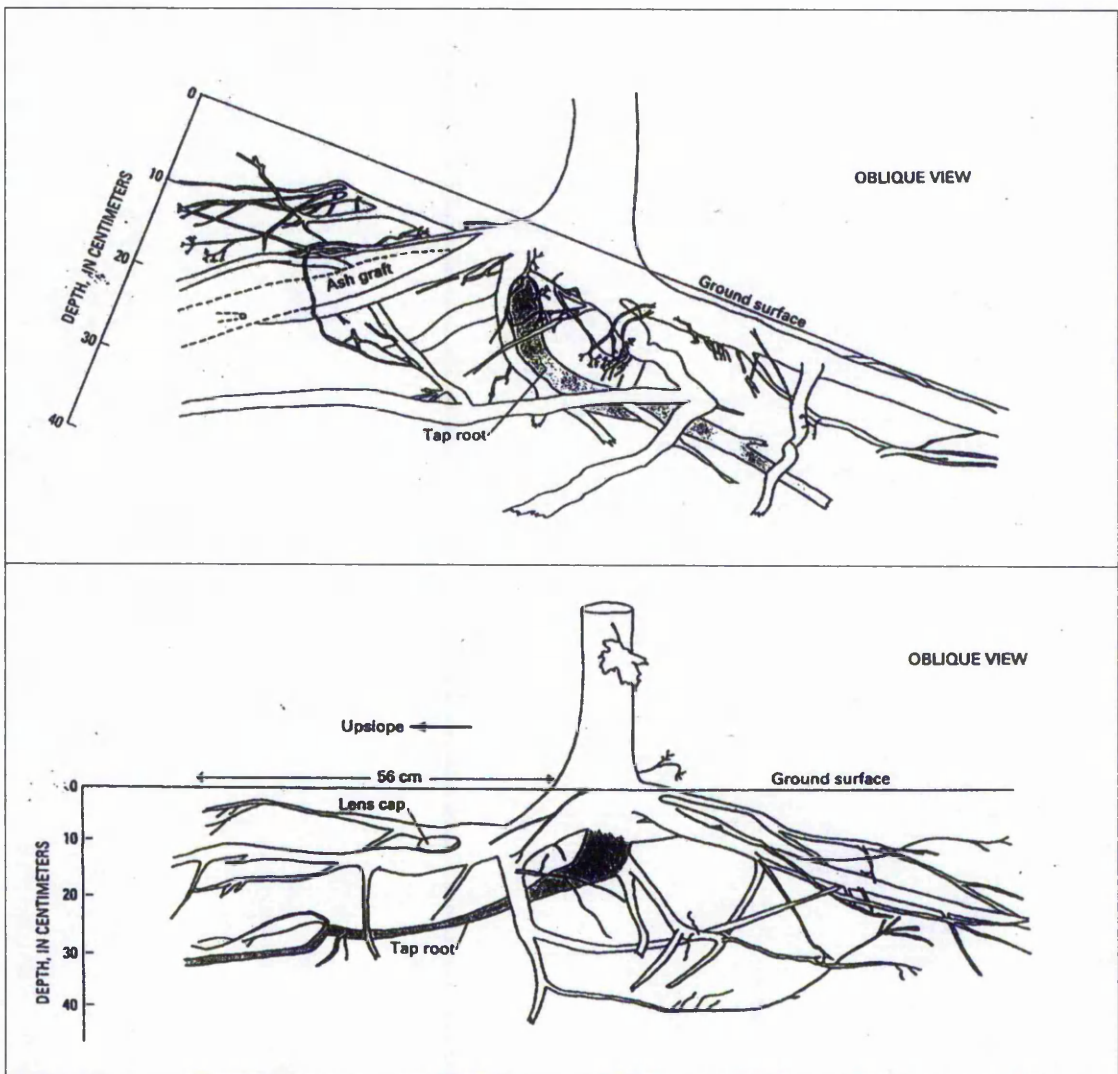 0
10
20
30
40
DEPTH, IN CENTIMETERS
OBLIQUE VIEW
Ash graft
Ground surface
Tap root
OBLIQUE VIEW
Upslope
56 cm
Ground surface
Lens cap
0
10
20
30
40
DEPTH, IN CENTIMETERS
Tap root